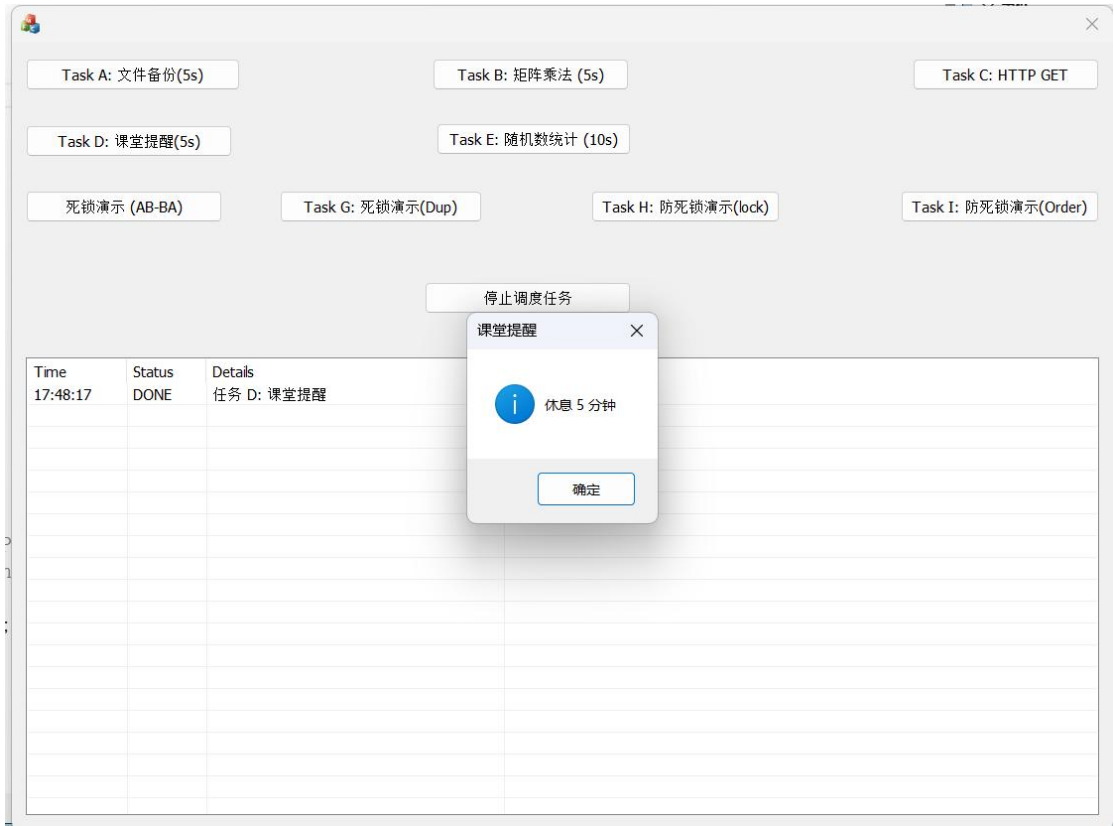 Task A: 文件备份(5s)
Task B: 矩阵乘法 (5s)
Task C: HTTP GET
Task D: 课堂提醒(5s)
Task E: 随机数统计 (10s)
死锁演示 (AB-BA)
Task G: 死锁演示(Dup)
Task H: 防死锁演示(lock)
Task I: 防死锁演示(Order)
停止调度任务
课堂提醒
休息 5 分钟
确定
Time Status Details
17:48:17 DONE 任务 D: 课堂提醒